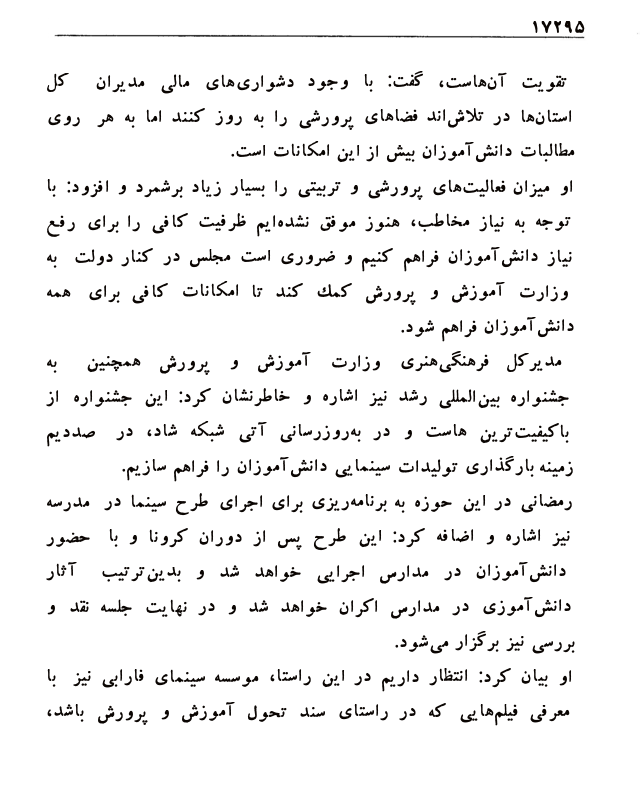 ۱۷۲۹۵
تقویت آن‌هاست، گفت: با وجود دشواری‌های مالی مدیران کل
استان‌ها در تلاش‌اند فضاهای پرورشی را به روز کنند اما به هر روی
مطالبات دانش‌آموزان بیش از این امکانات است.
او میزان فعالیت‌های پرورشی و تربیتی را بسیار زیاد برشمرد و افزود: با
توجه به نیاز مخاطب، هنوز موفق نشده‌ایم ظرفیت کافی را برای رفع
نیاز دانش‌آموزان فراهم کنیم و ضروری است مجلس در کنار دولت به
وزارت آموزش و پرورش کمک کند تا امکانات کافی برای همه
دانش‌آموزان فراهم شود.
مدیرکل فرهنگی‌هنری وزارت آموزش و پرورش همچنین به
جشنواره بین‌المللی رشد نیز اشاره و خاطرنشان کرد: این جشنواره از
باکیفیت‌ترین هاست و در به‌روزرسانی آتی شبکه شاد، در صددیم
زمینه بارگذاری تولیدات سینمایی دانش‌آموزان را فراهم سازیم.
رمضانی در این حوزه به برنامه‌ریزی برای اجرای طرح سینما در مدرسه
نیز اشاره و اضافه کرد: این طرح پس از دوران کرونا و با حضور
دانش‌آموزان در مدارس اجرایی خواهد شد و بدین‌ترتیب آثار
دانش‌آموزی در مدارس اکران خواهد شد و در نهایت جلسه نقد و
بررسی نیز برگزار می‌شود.
او بیان کرد: انتظار داریم در این راستا، موسسه سینمای فارابی نیز با
معرفی فیلم‌هایی که در راستای سند تحول آموزش و پرورش باشد،